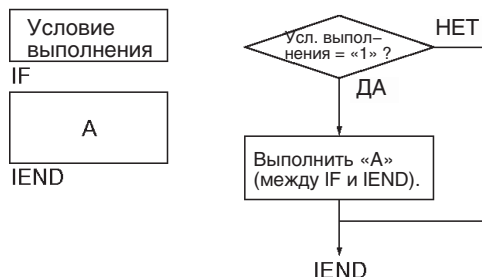 Условие
выполнения
IF
A
IEND
Усл. выпол–
нения = «1» ?
НЕТ
ДА
Выполнить «A»
(между IF и IEND).
IEND